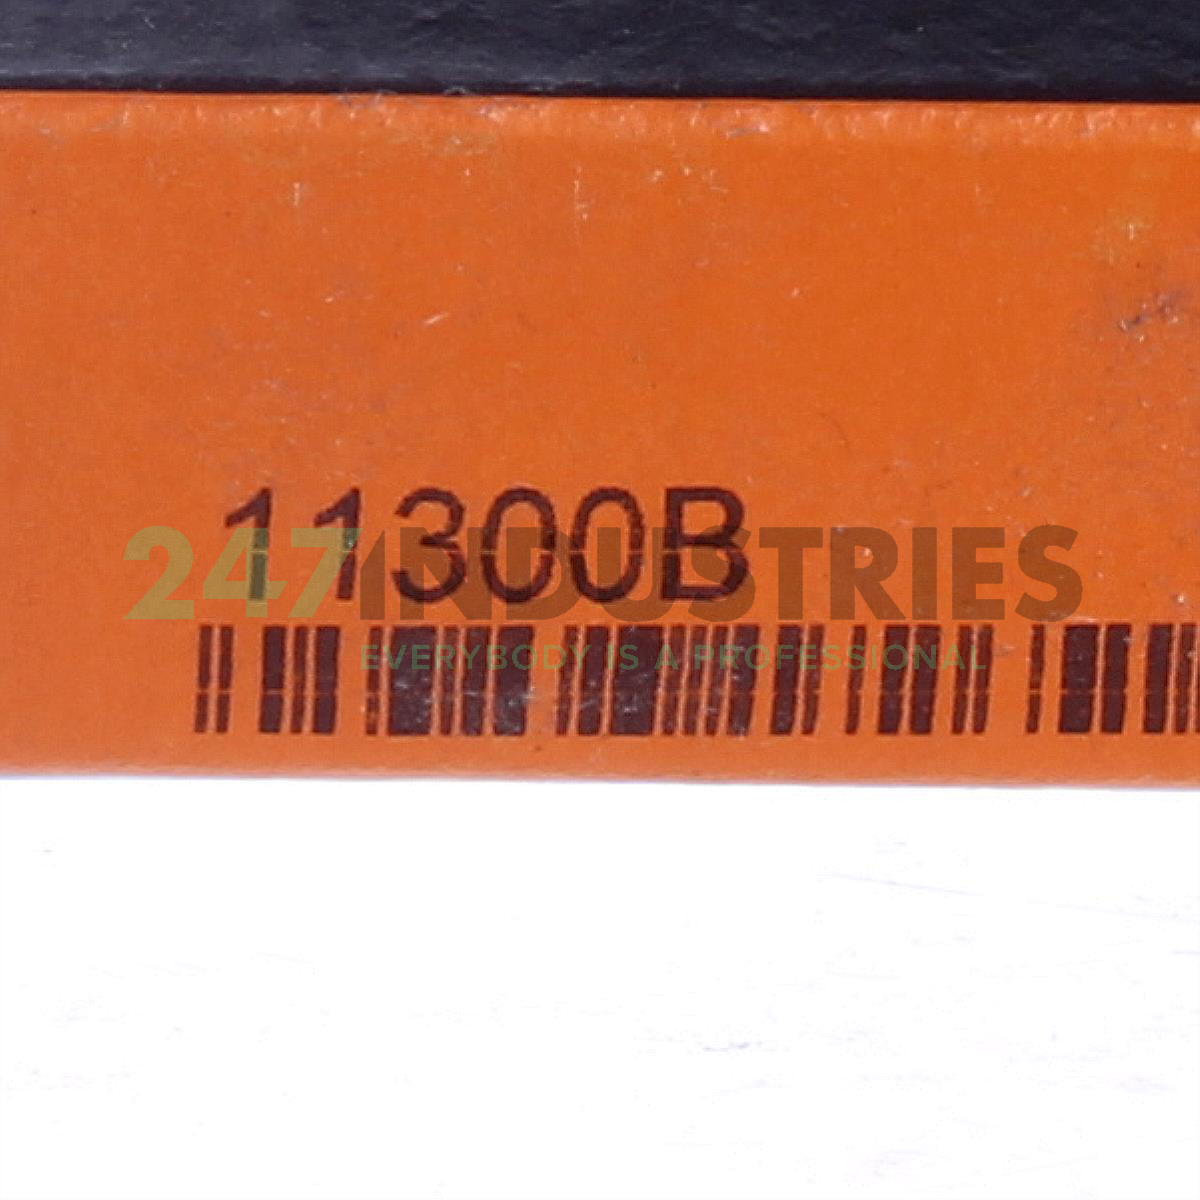 11300B
247INDUSTRIES
EVERYBODY IS A PROFESSIONAL